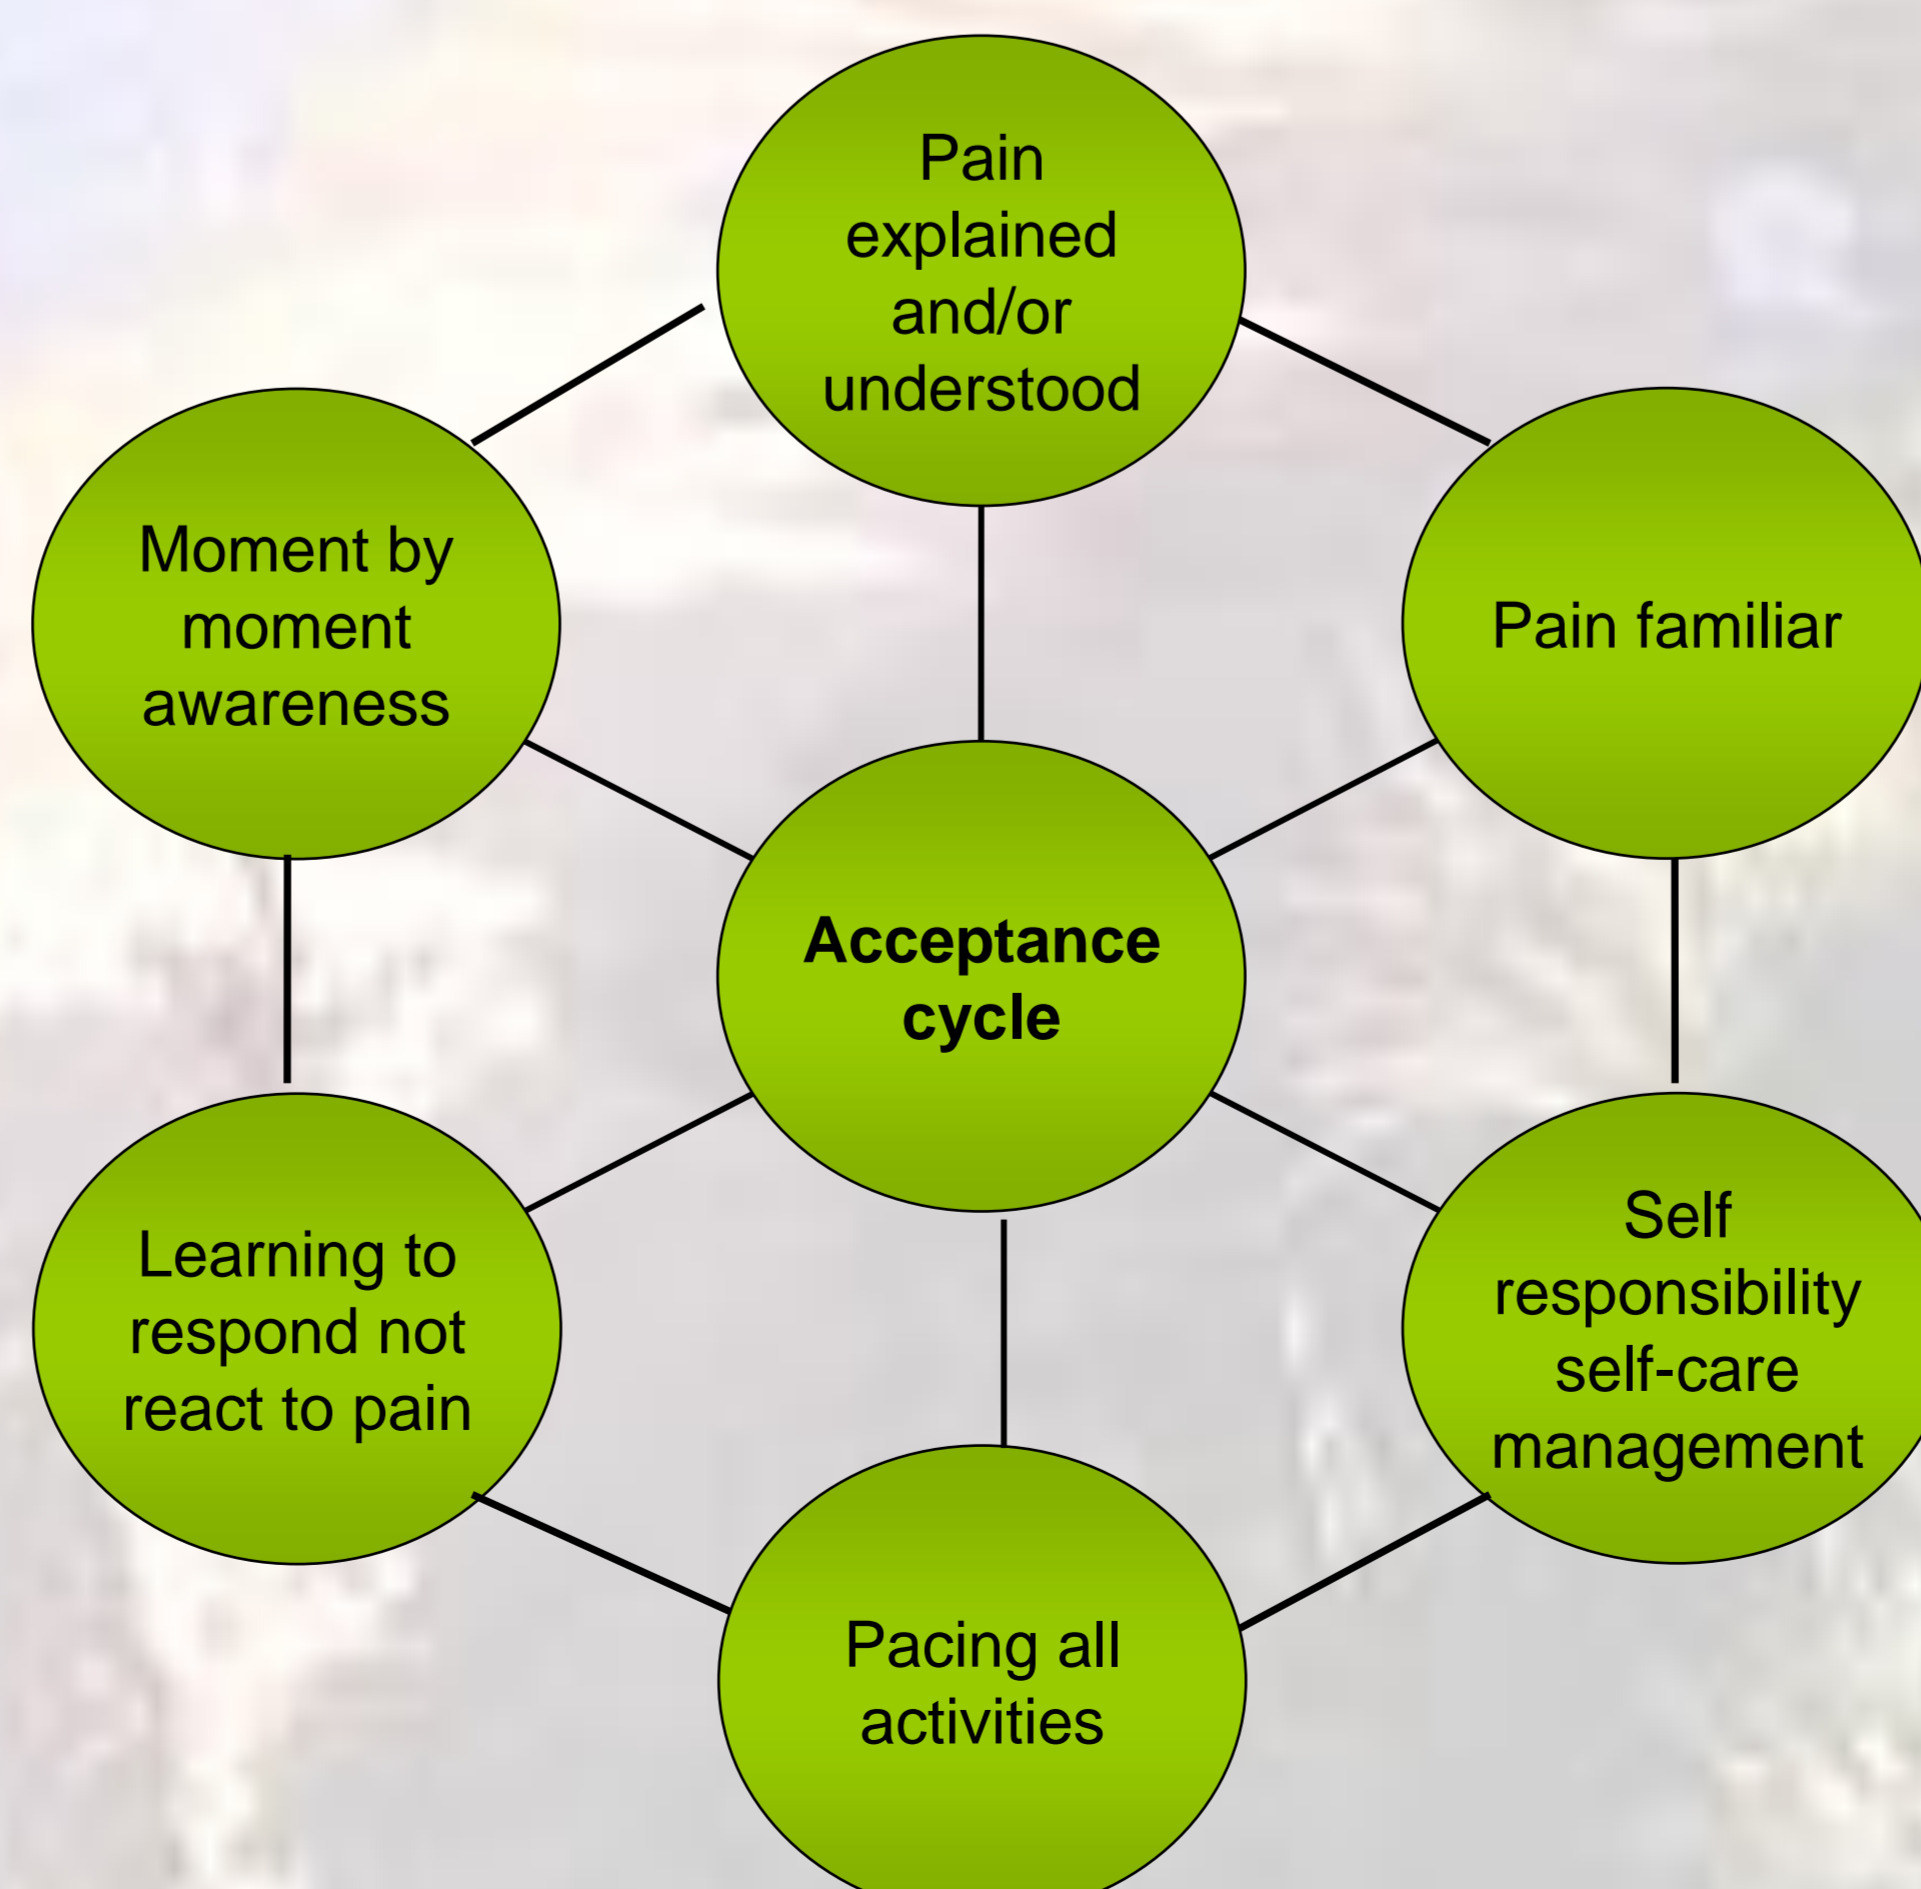 Pain
explained
and/or
understood
Moment by
moment
awareness
Pain familiar
Acceptance
cycle
Learning to
respond not
react to pain
Self
responsibility
self-care
management
Pacing all
activities